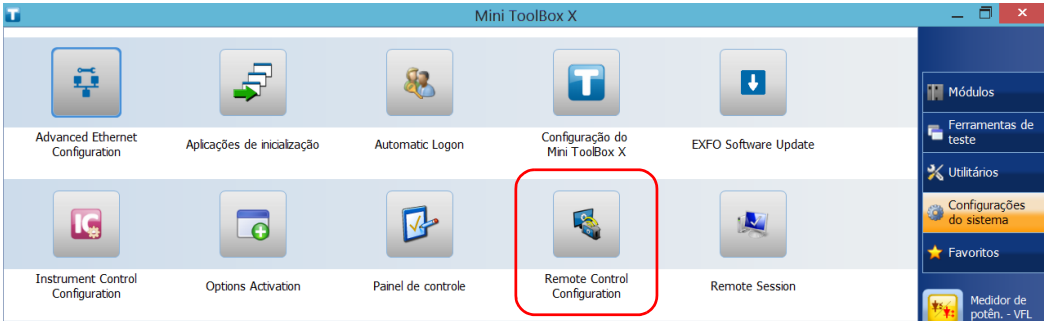 Mini ToolBox X
Advanced Ethernet
Configuration
Aplicações de inicialização
Automatic Logon
Configuração do
Mini ToolBox X
EXFO Software Update
Instrument Control
Configuration
Options Activation
Painel de controle
Remote Control
Configuration
Remote Session
Módulos
Ferramentas de
teste
Utilitários
Configurações
do sistema
Favoritos
Medidor de
potên. - VFL